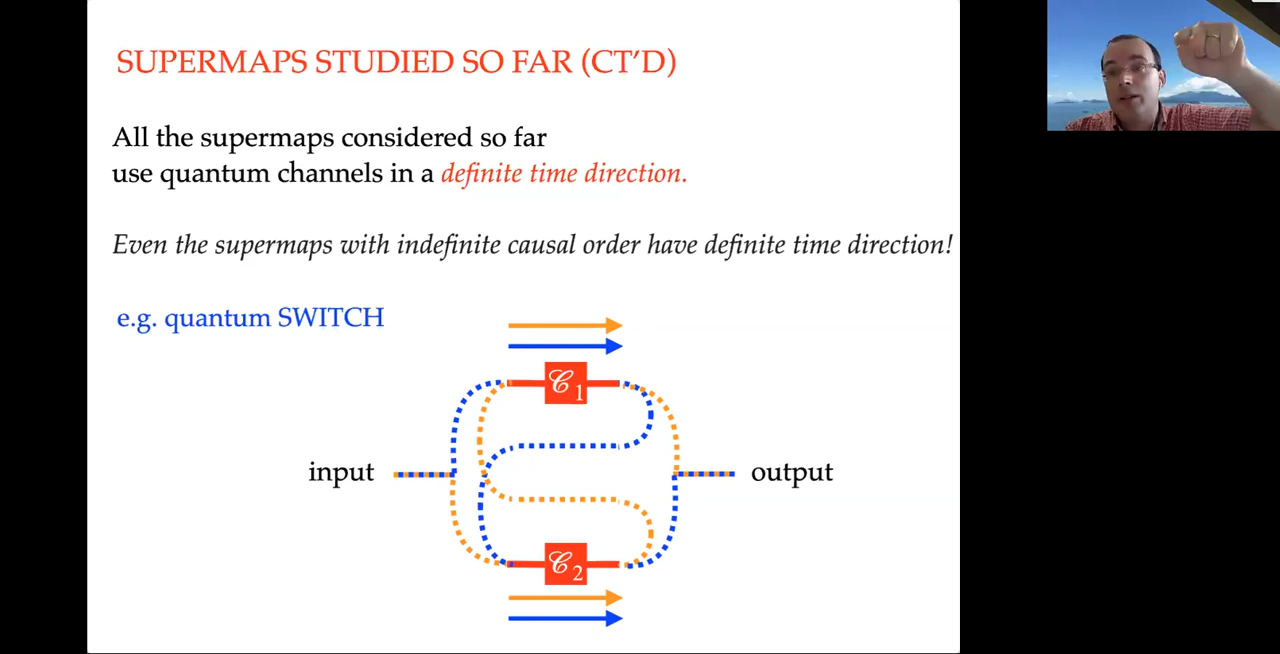 SUPERMAPS STUDIED SO FAR (CT’D)
All the supermaps considered so far
use quantum channels in a definite time direction.
Even the supermaps with indefinite causal order have definite time direction!
e.g. quantum SWITCH
𝒞1
input
output
𝒞2